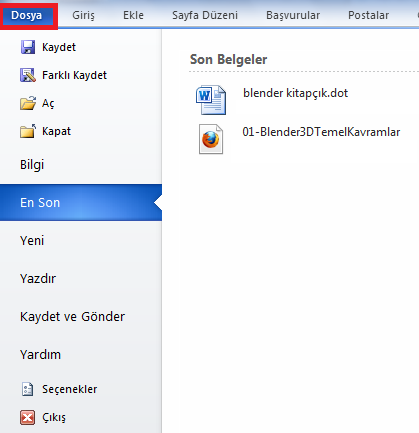 Dosya Giriş Ekle Sayfa Düzeni Başvurular Postalar
Kaydet
Farklı Kaydet
Aç
Kapat
Bilgi
En Son
Yeni
Yazdır
Kaydet ve Gönder
Yardım
Seçenekler
Çıkış
Son Belgeler
blender kitapçık.dot
01-Blender3DTemelKavramlar